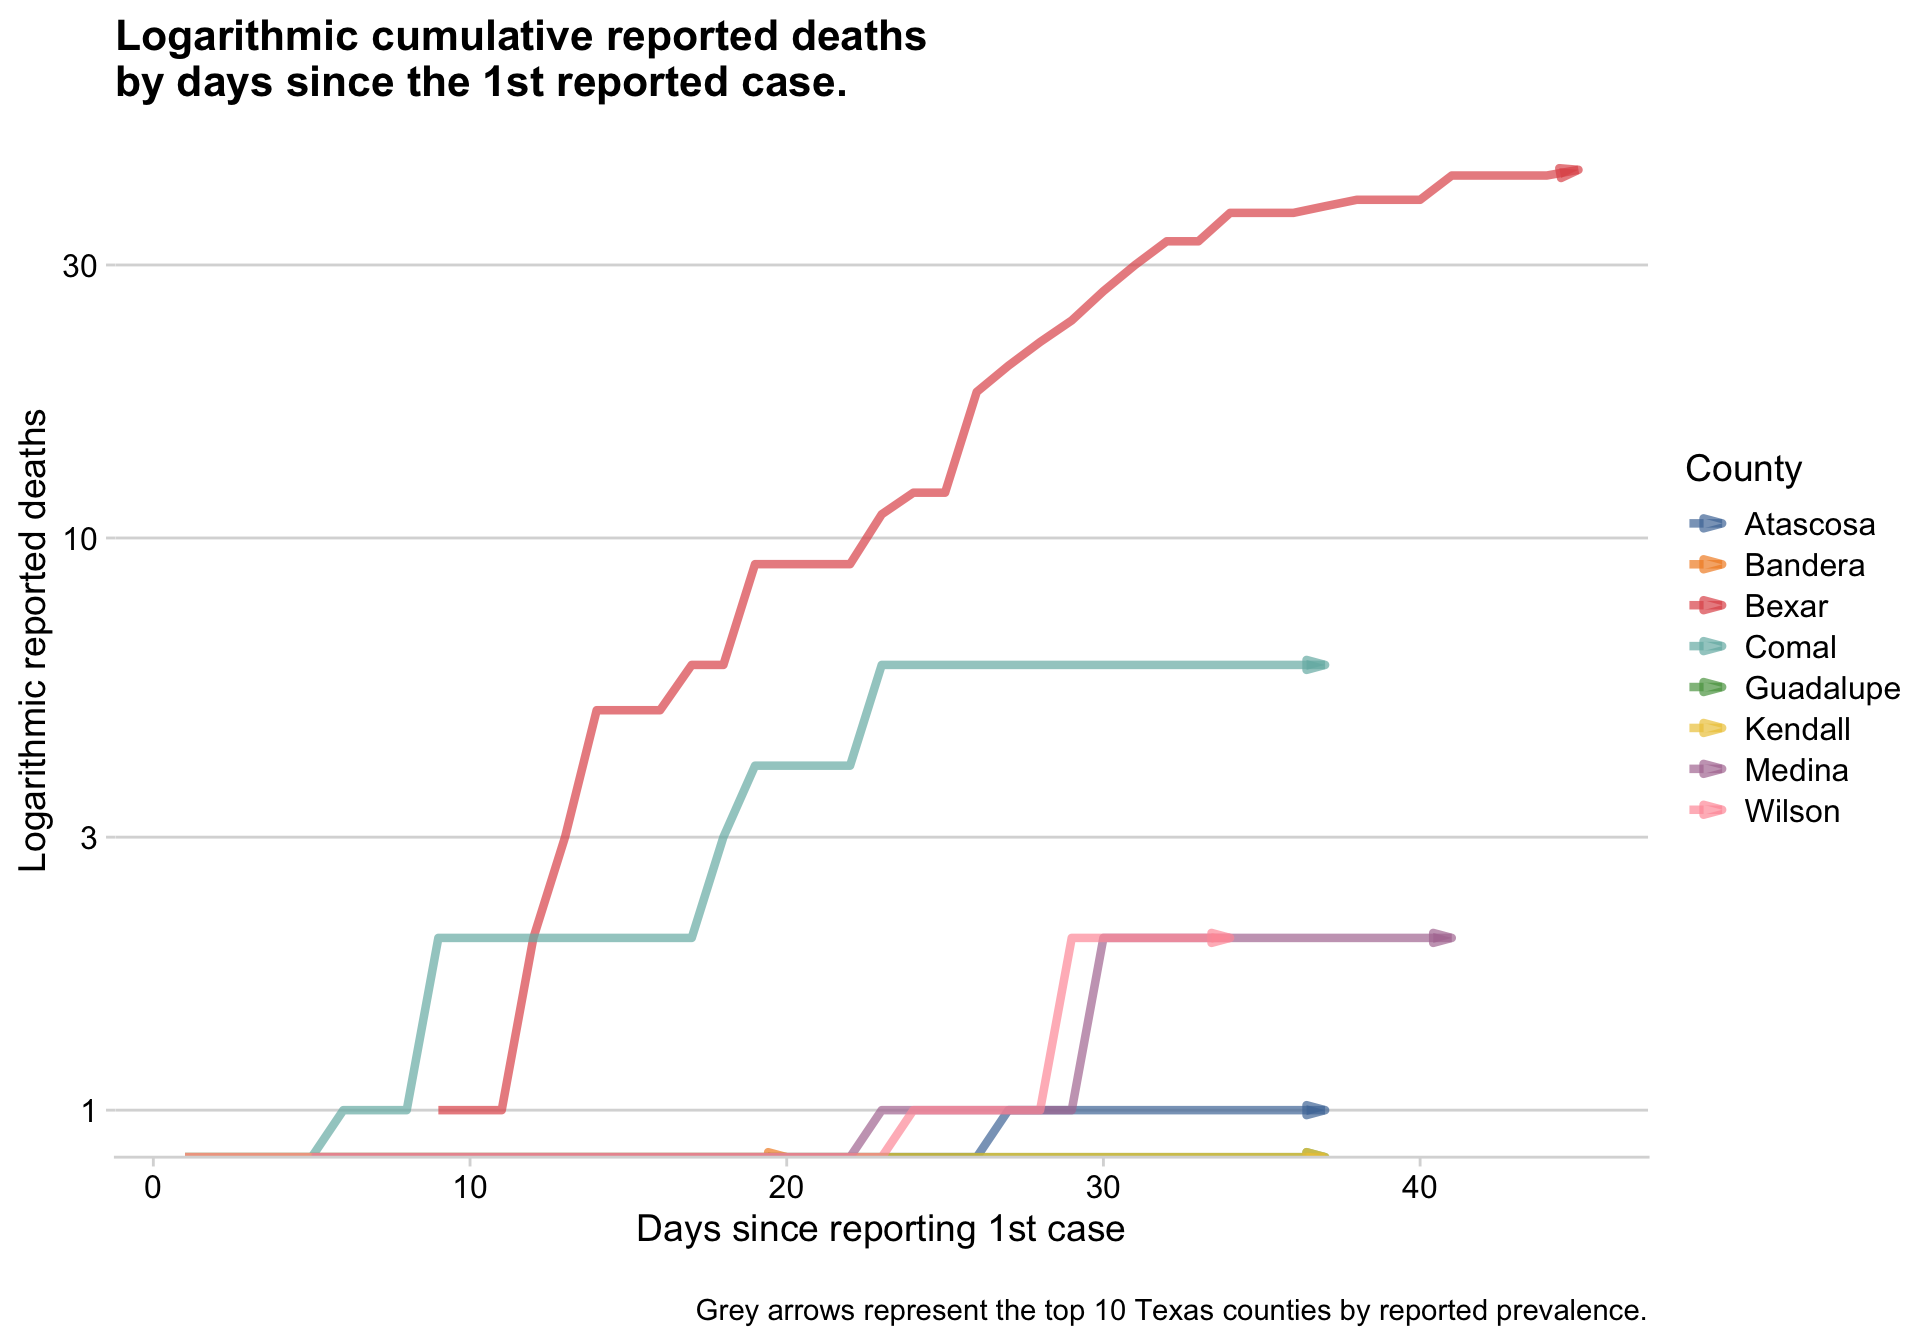 Logarithmic cumulative reported deaths
by days since the 1st reported case.
Logarithmic reported deaths
30
10
3
1
0
10
20
30
40
Days since reporting 1st case
County
Atascosa
Bandera
Bexar
Comal
Guadalupe
Kendall
Medina
Wilson
Grey arrows represent the top 10 Texas counties by reported prevalence.